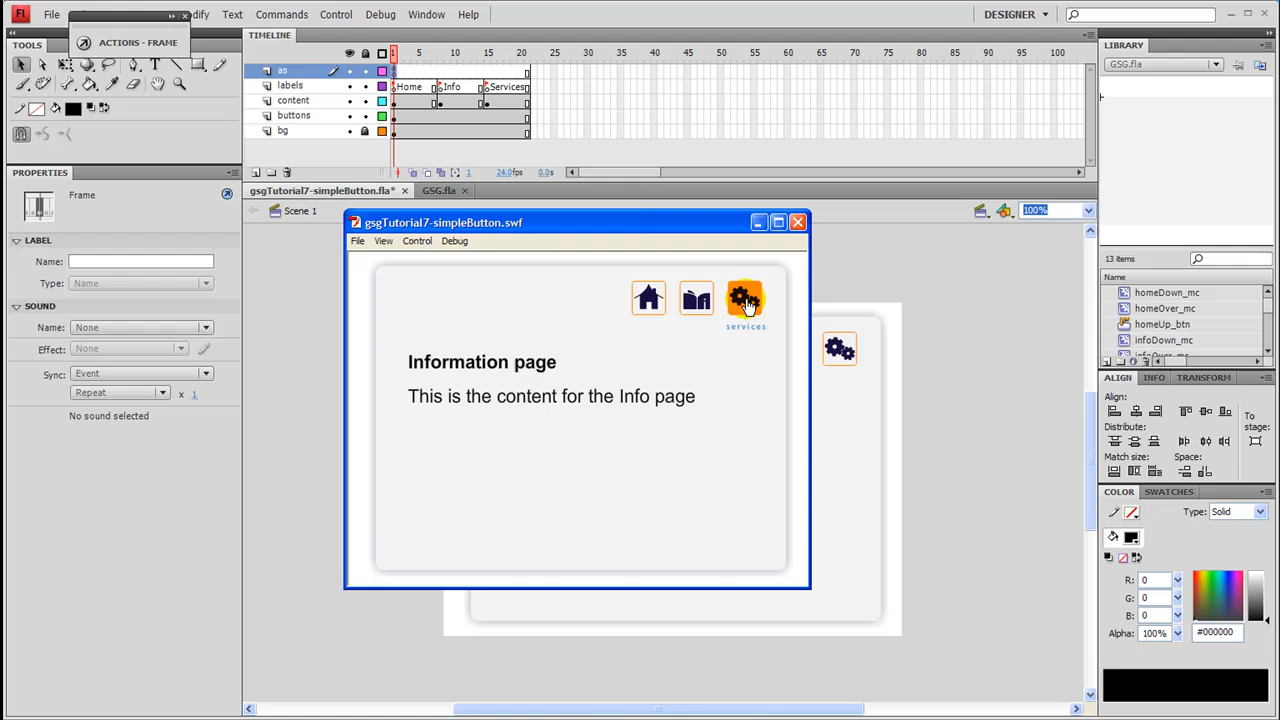 Fl File Modify Text Commands Control Debug Window Help DESIGNER
ACTIONS - FRAME
TOOLS
TIMELINE
1 5 10 15 20 25 30 35 40 45 50 55 60 65 70 75 80 85 90 95 100
as
labels Home Info Services
content
buttons
bg
1 24.0fps 0.0s
gsgTutorial7-simpleButton.fla* × GSG.fla ×
Scene 1 100%
PROPERTIES
Frame
LABEL
Name:
Type: Name
SOUND
Name: None
Effect: None
Sync: Event
Repeat x 1
No sound selected
gsgTutorial7-simpleButton.swf
File View Control Debug
services
Information page
This is the content for the Info page
LIBRARY
GSG.fla
13 items
Name
homeDown_mc
homeOver_mc
homeUp_btn
infoDown_mc
infoOver_mc
ALIGN INFO TRANSFORM
Align:
Distribute:
Match size: Space:
To stage:
COLOR SWATCHES
Type: Solid
R: 0
G: 0
B: 0
Alpha: 100% #000000